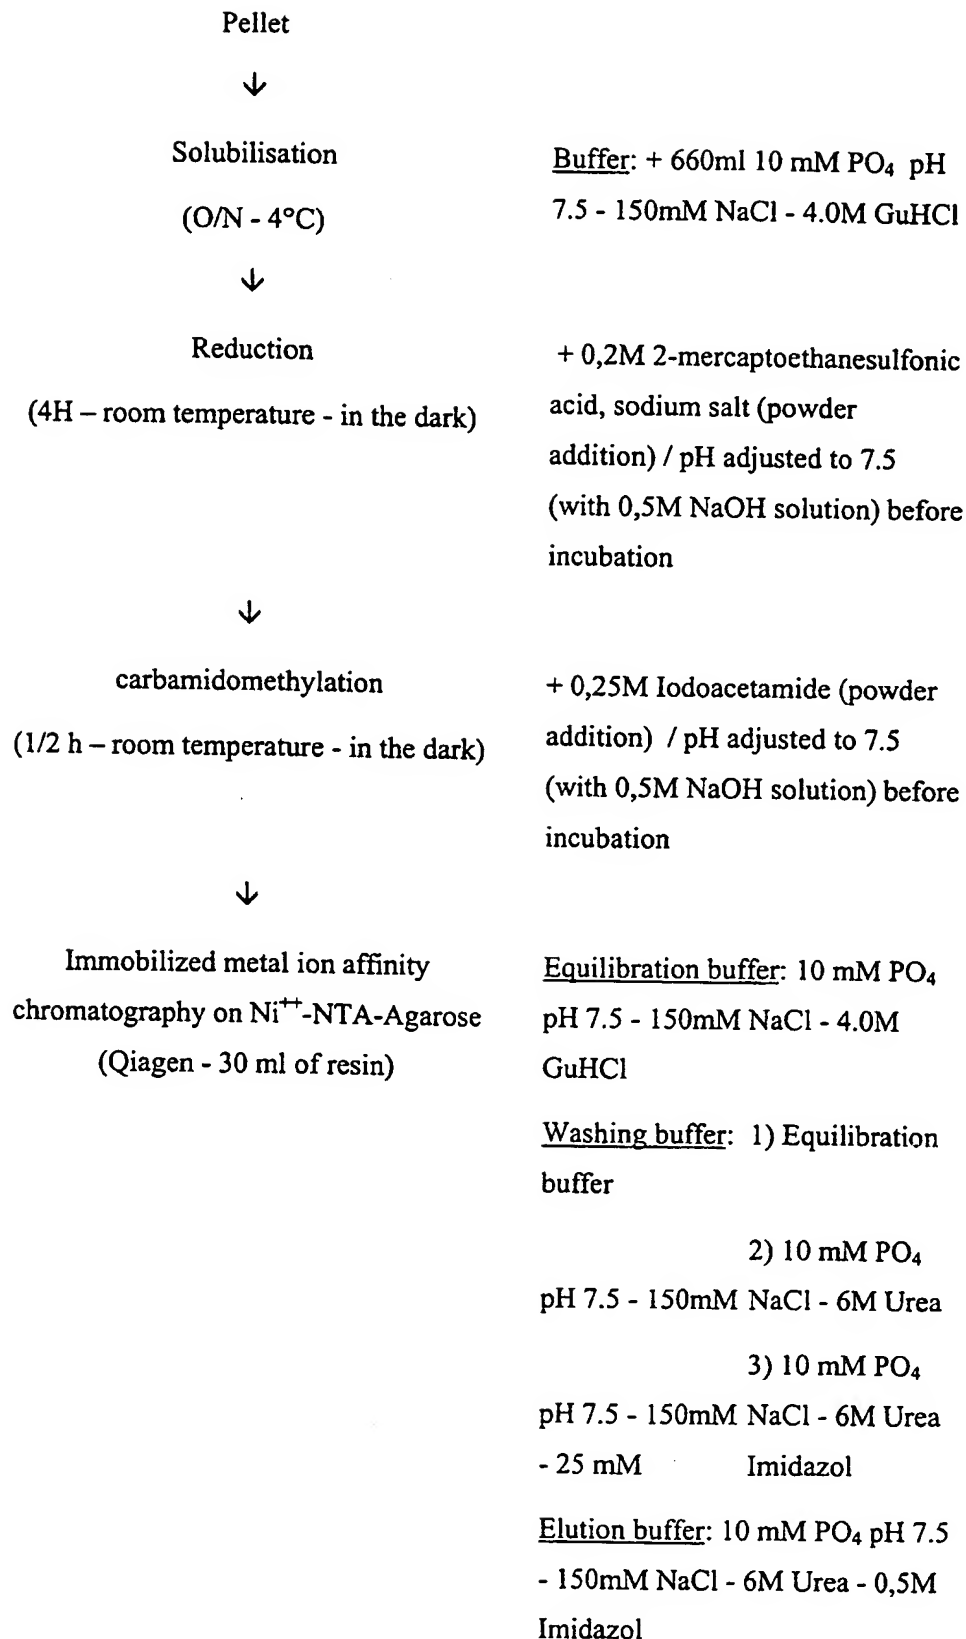 Pellet
↓
Solubilisation
(O/N - 4°C)
Buffer: + 660ml 10 mM PO₄ pH
7.5 - 150mM NaCl - 4.0M GuHCl
↓
Reduction
(4H – room temperature - in the dark)
+ 0,2M 2-mercaptoethanesulfonic
acid, sodium salt (powder
addition) / pH adjusted to 7.5
(with 0,5M NaOH solution) before
incubation
↓
carbamidomethylation
(1/2 h – room temperature - in the dark)
+ 0,25M Iodoacetamide (powder
addition) / pH adjusted to 7.5
(with 0,5M NaOH solution) before
incubation
↓
Immobilized metal ion affinity
chromatography on Ni⁺⁺-NTA-Agarose
(Qiagen - 30 ml of resin)
Equilibration buffer: 10 mM PO₄
pH 7.5 - 150mM NaCl - 4.0M
GuHCl
Washing buffer: 1) Equilibration
buffer
2) 10 mM PO₄
pH 7.5 - 150mM NaCl - 6M Urea
3) 10 mM PO₄
pH 7.5 - 150mM NaCl - 6M Urea
- 25 mM Imidazol
Elution buffer: 10 mM PO₄ pH 7.5
- 150mM NaCl - 6M Urea - 0,5M
Imidazol